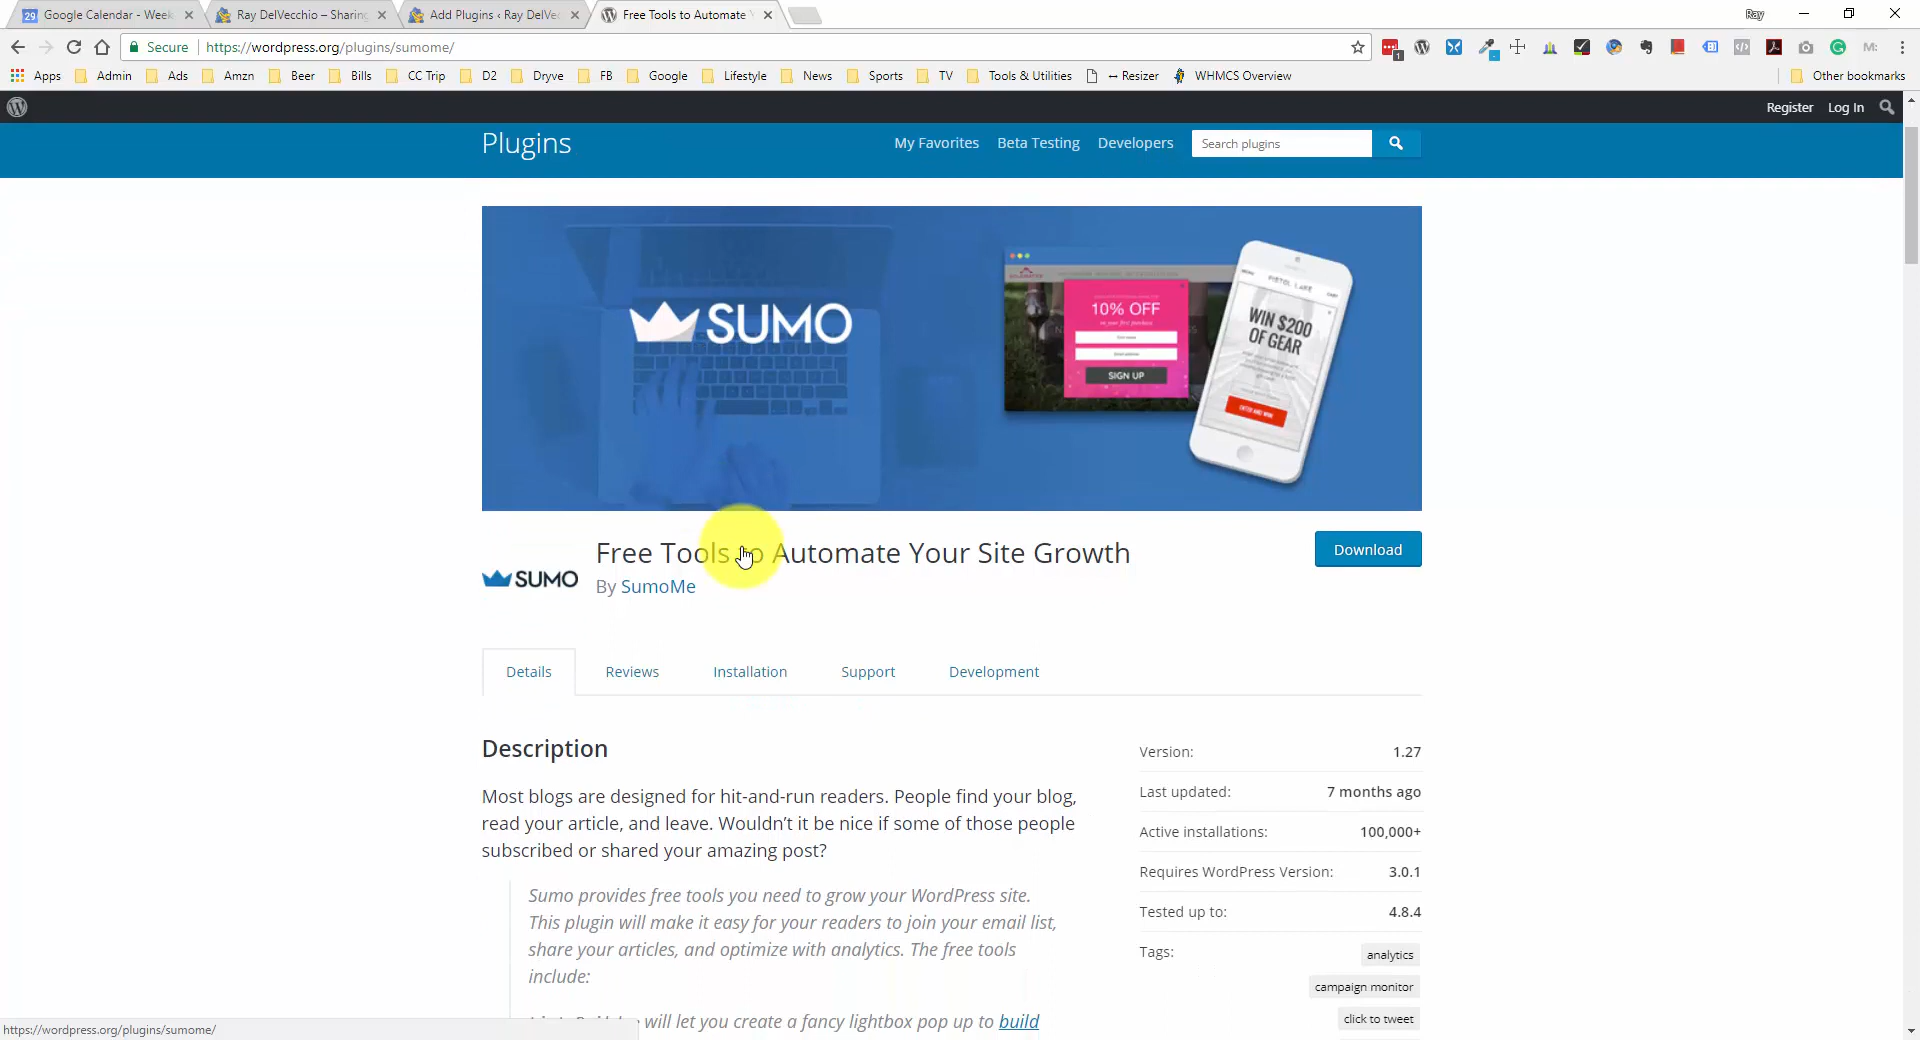 29 Google Calendar - Week
Ray DelVecchio – Sharing
Add Plugins ‹ Ray DelVec
Free Tools to Automate Y
Ray
Secure https://wordpress.org/plugins/sumome/
1
M:
Apps Admin Ads Amzn Beer Bills CC Trip D2 Dryve FB Google Lifestyle News Sports TV Tools & Utilities ↔ Resizer WHMCS Overview Other bookmarks
Register Log In
Plugins
My Favorites Beta Testing Developers Search plugins
SUMO
10% OFF
SIGN UP
PISTOL LAKE
WIN $200
OF GEAR
ENTER AND WIN
Free Tools to Automate Your Site Growth
Download
SUMO
By SumoMe
Details Reviews Installation Support Development
Description
Most blogs are designed for hit-and-run readers. People find your blog,
read your article, and leave. Wouldn’t it be nice if some of those people
subscribed or shared your amazing post?
Sumo provides free tools you need to grow your WordPress site.
This plugin will make it easy for your readers to join your email list,
share your articles, and optimize with analytics. The free tools
include:
will let you create a fancy lightbox pop up to build
Version: 1.27
Last updated: 7 months ago
Active installations: 100,000+
Requires WordPress Version: 3.0.1
Tested up to: 4.8.4
Tags: analytics
campaign monitor
click to tweet
https://wordpress.org/plugins/sumome/